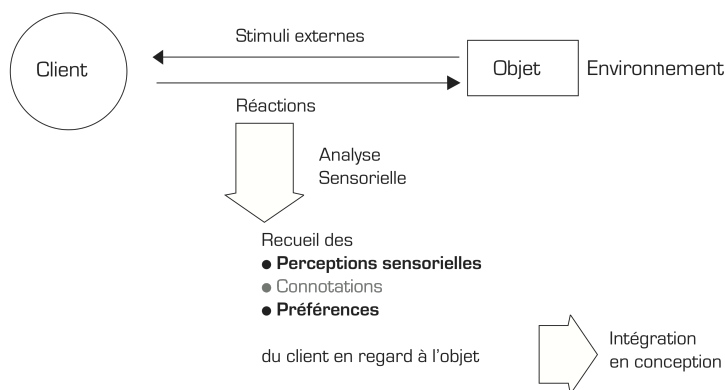 Stimuli externes
Client
Objet
Environnement
Réactions
Analyse
Sensorielle
Recueil des
● Perceptions sensorielles
● Connotations
● Préférences
du client en regard à l'objet
Intégration
en conception